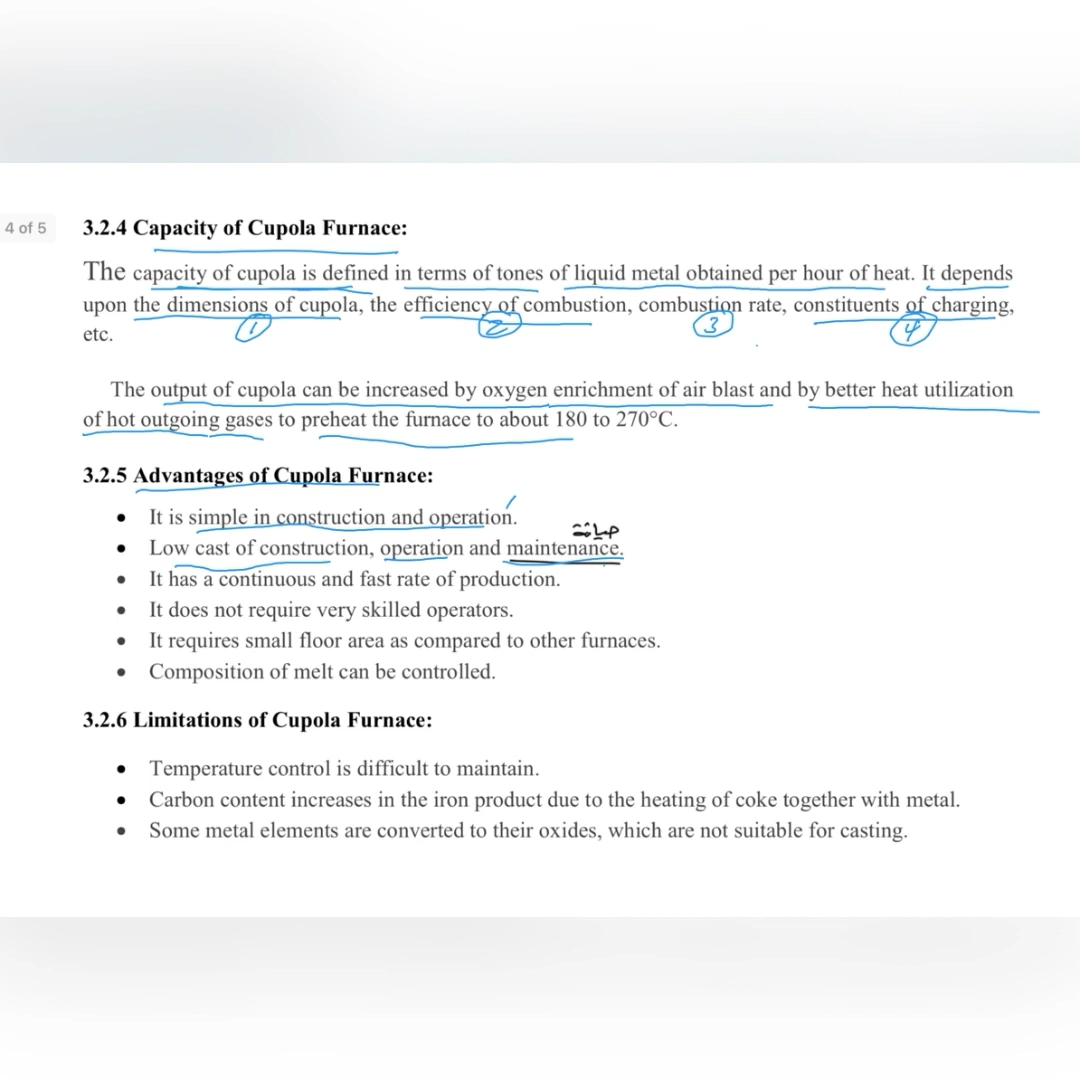 4 of 5
3.2.4 Capacity of Cupola Furnace:
The capacity of cupola is defined in terms of tones of liquid metal obtained per hour of heat. It depends
upon the dimensions of cupola, the efficiency of combustion, combustion rate, constituents of charging,
1 2 3 4
etc.
The output of cupola can be increased by oxygen enrichment of air blast and by better heat utilization
of hot outgoing gases to preheat the furnace to about 180 to 270°C.
3.2.5 Advantages of Cupola Furnace:
It is simple in construction and operation.
صيانة
Low cast of construction, operation and maintenance.
It has a continuous and fast rate of production.
It does not require very skilled operators.
It requires small floor area as compared to other furnaces.
Composition of melt can be controlled.
3.2.6 Limitations of Cupola Furnace:
Temperature control is difficult to maintain.
Carbon content increases in the iron product due to the heating of coke together with metal.
Some metal elements are converted to their oxides, which are not suitable for casting.